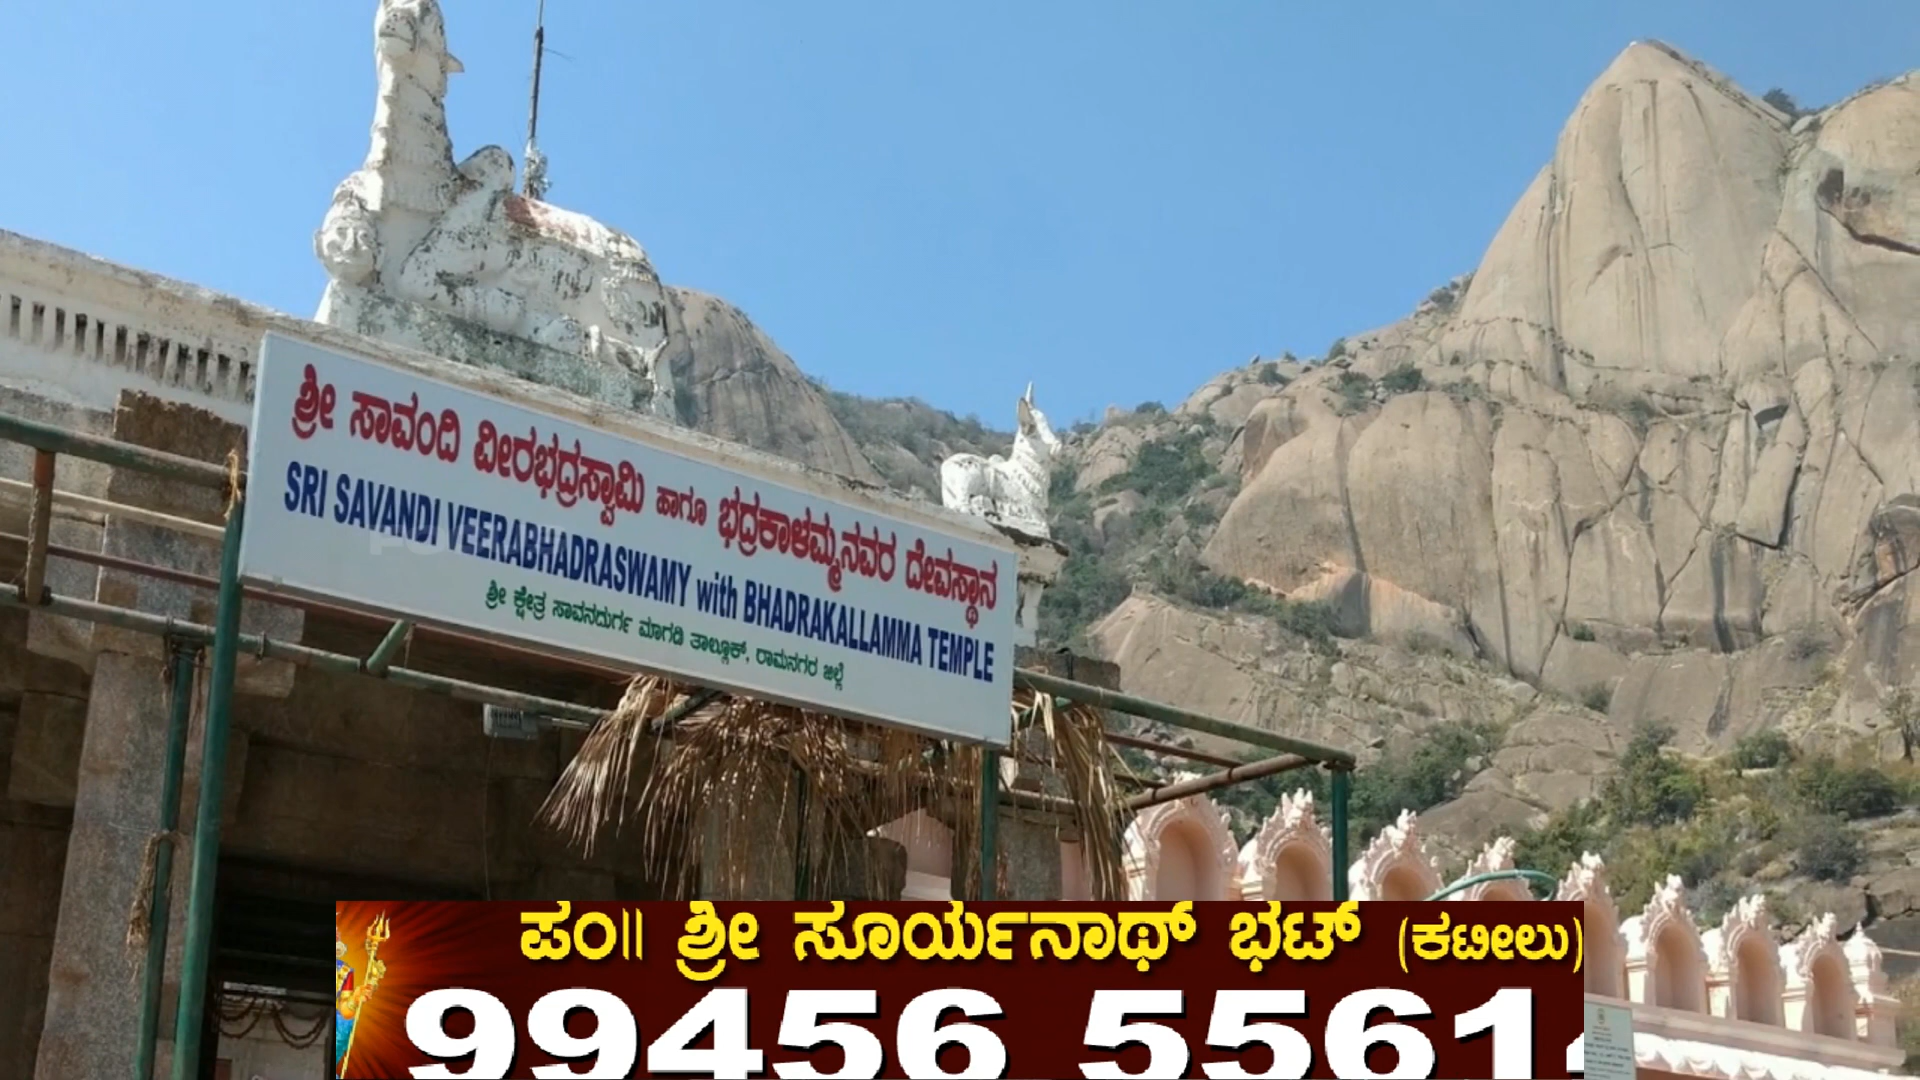 ಶ್ರೀ ಸಾವಂದಿ ವೀರಭದ್ರಸ್ವಾಮಿ ಹಾಗೂ ಭದ್ರಕಾಳಮ್ಮನವರ ದೇವಸ್ಥಾನ
SRI SAVANDI VEERABHADRASWAMY with BHADRAKALLAMMA TEMPLE
ಶ್ರೀ ಕ್ಷೇತ್ರ ಸಾವನದುರ್ಗ ಮಾಗಡಿ ತಾಲ್ಲೂಕ್, ರಾಮನಗರ ಜಿಲ್ಲೆ
ಪಂ|| ಶ್ರೀ ಸೂರ್ಯನಾಥ್ ಭಟ್ (ಕಟೀಲು)
99456 5561